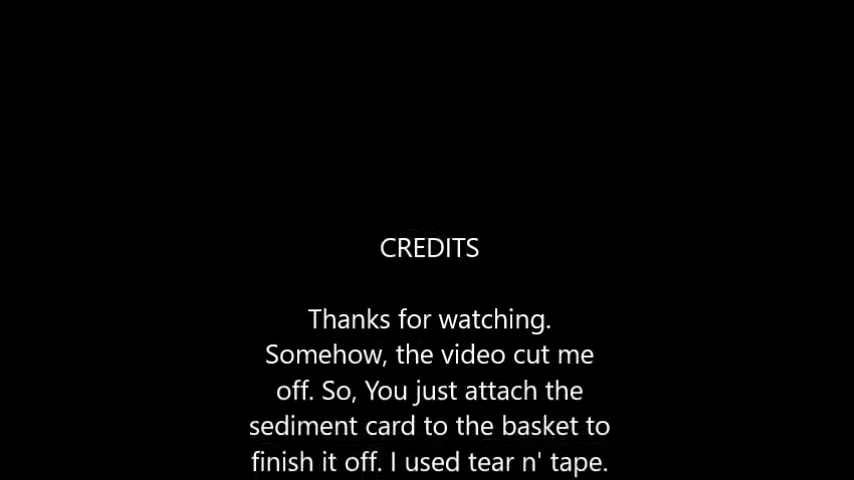 CREDITS
Thanks for watching.
Somehow, the video cut me
off. So, You just attach the
sediment card to the basket to
finish it off. I used tear n' tape.